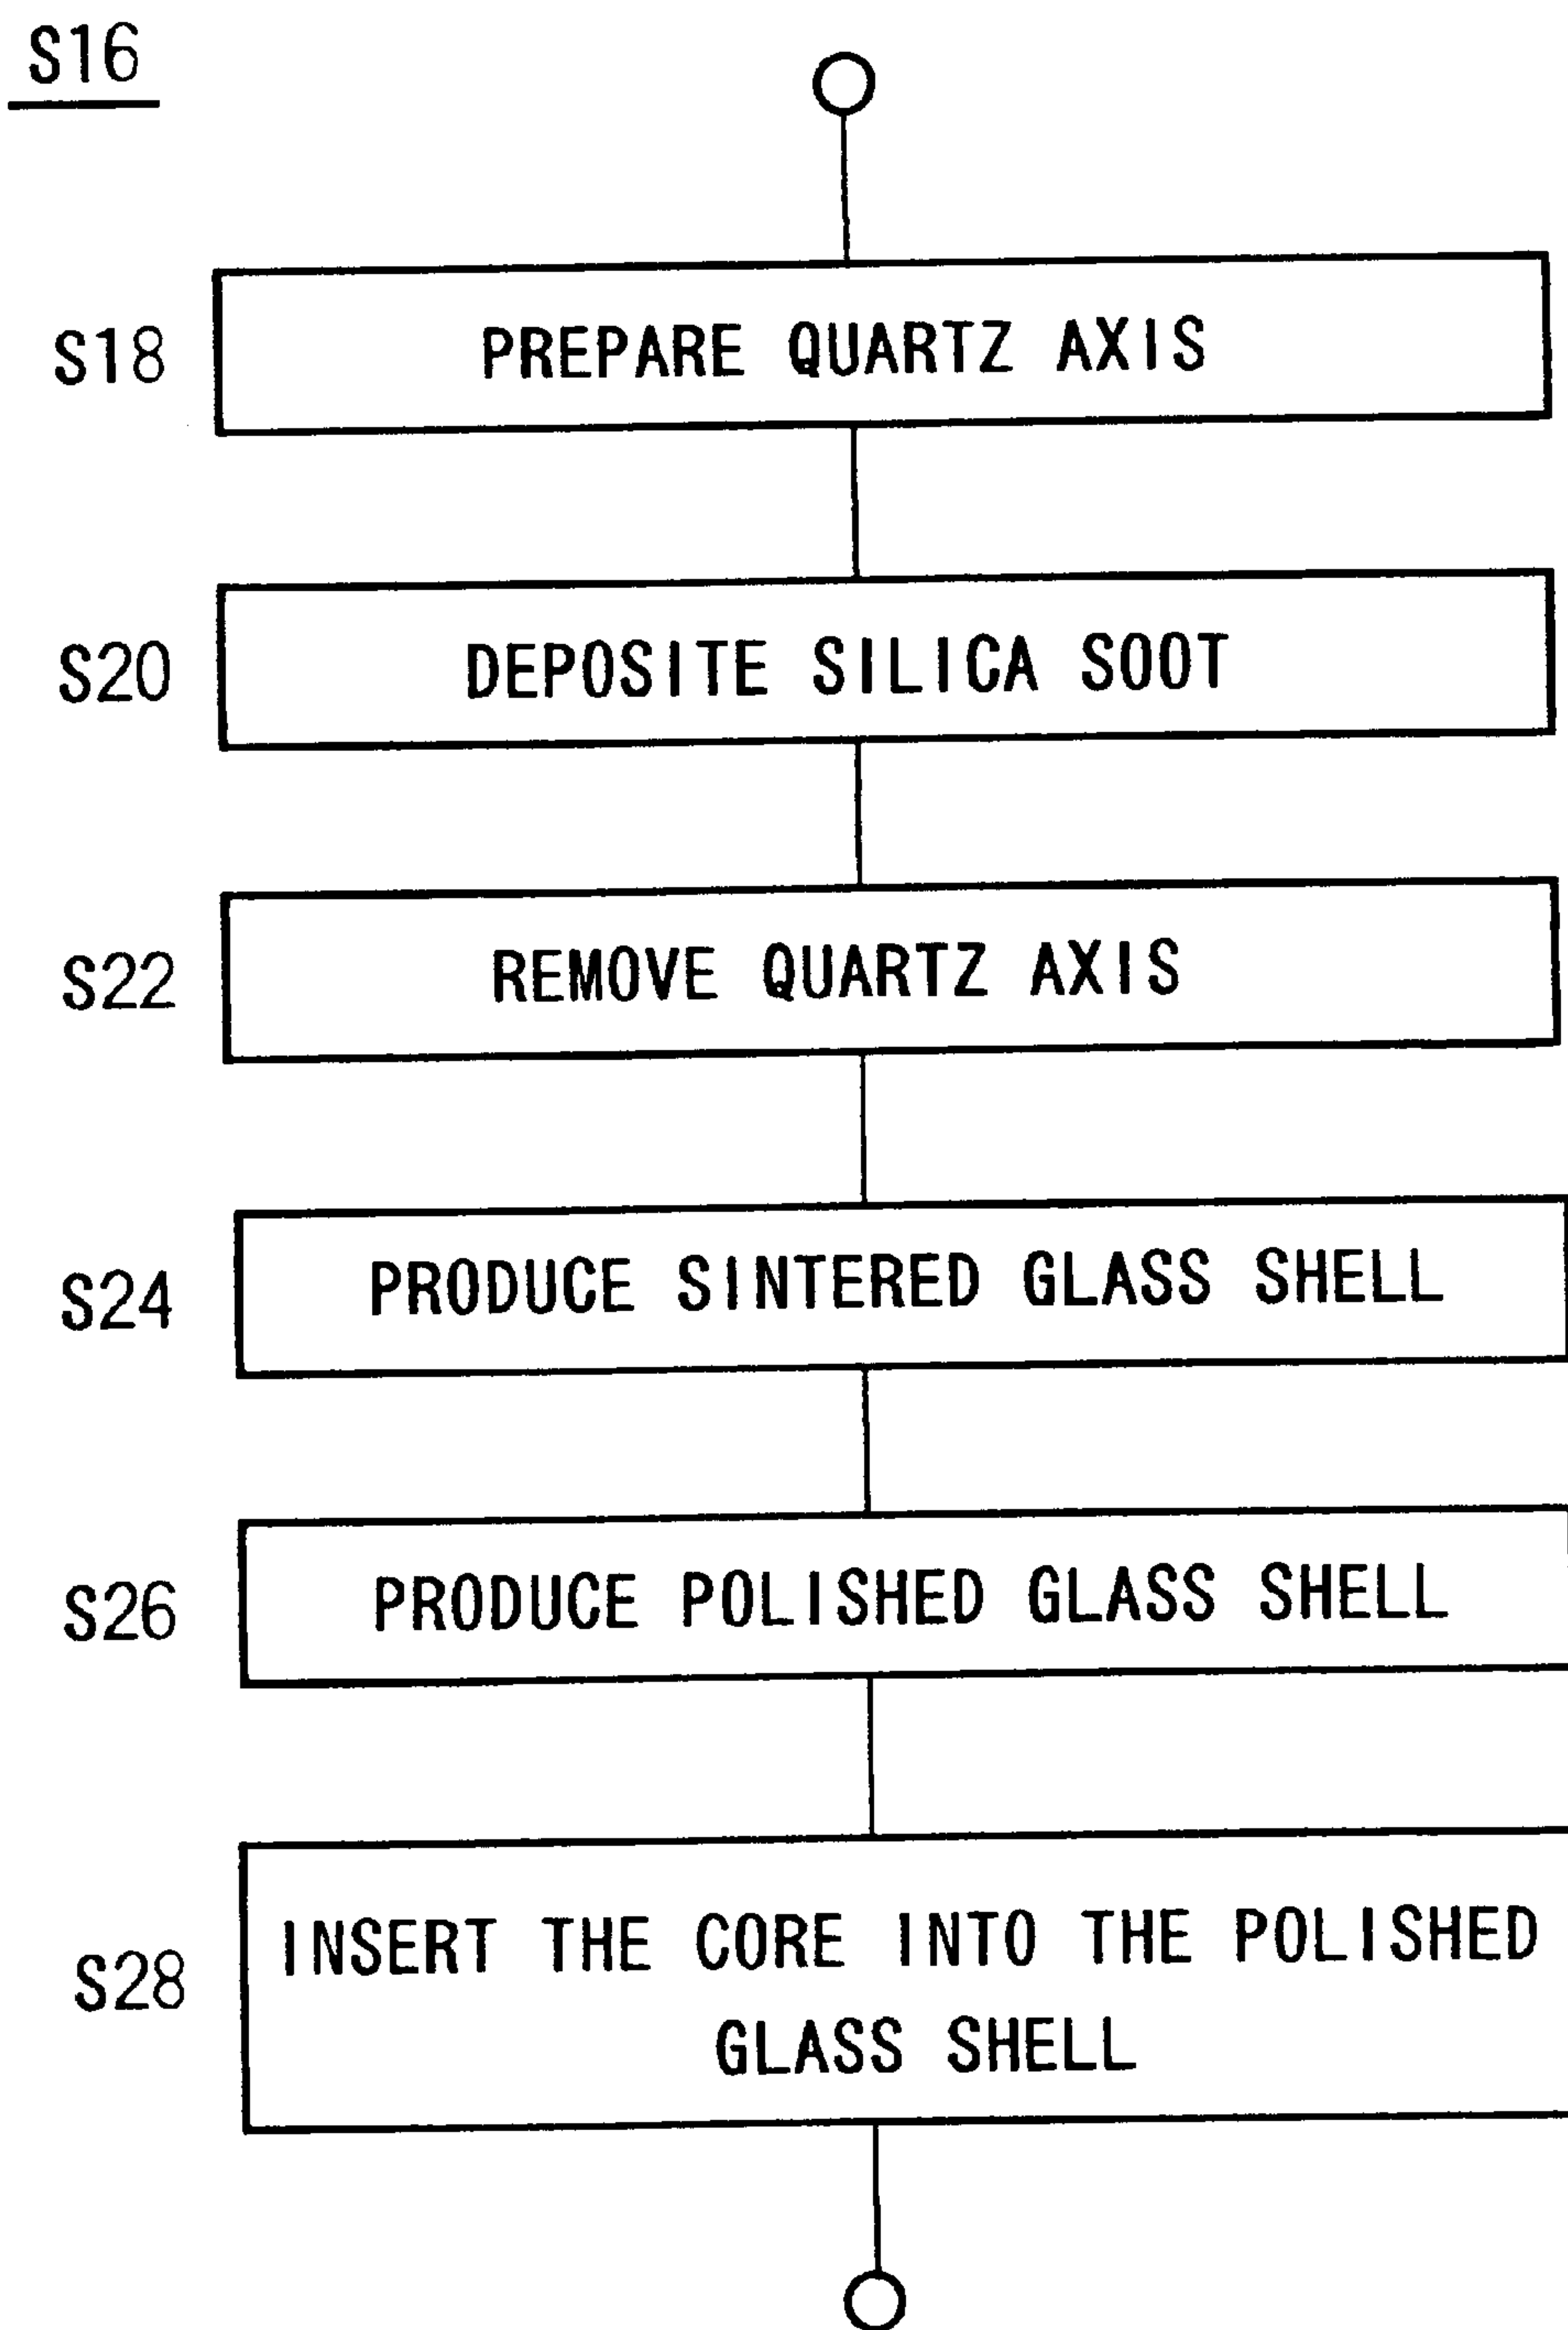 S16
S18 PREPARE QUARTZ AXIS
S20 DEPOSITE SILICA SOOT
S22 REMOVE QUARTZ AXIS
S24 PRODUCE SINTERED GLASS SHELL
S26 PRODUCE POLISHED GLASS SHELL
S28 INSERT THE CORE INTO THE POLISHED
GLASS SHELL